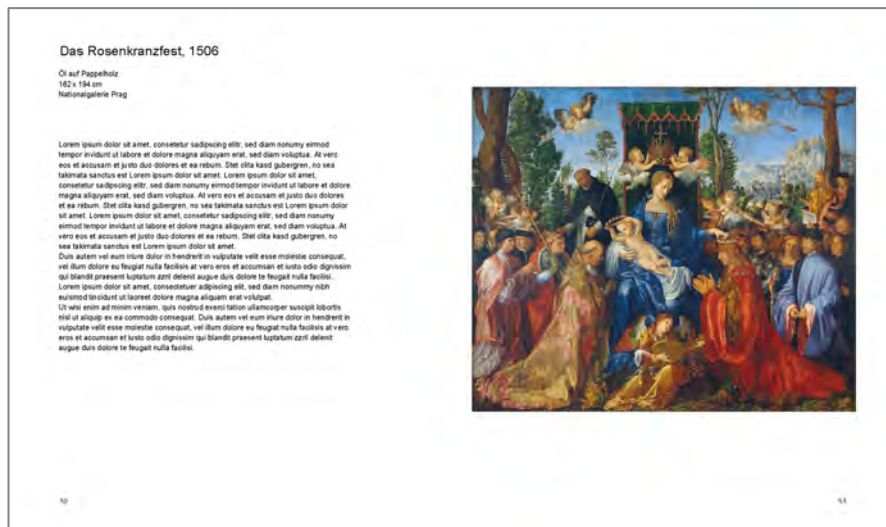 Das Rosenkranzfest, 1506
Öl auf Pappelholz
162 x 194 cm
Nationalgalerie Prag
Lorem ipsum dolor sit amet, consetetur sadipscing elitr, sed diam nonumy eirmod
tempor invidunt ut labore et dolore magna aliquyam erat, sed diam voluptua. At vero
eos et accusam et justo duo dolores et ea rebum. Stet clita kasd gubergren, no sea
takimata sanctus est Lorem ipsum dolor sit amet. Lorem ipsum dolor sit amet,
consetetur sadipscing elitr, sed diam nonumy eirmod tempor invidunt ut labore et dolore
magna aliquyam erat, sed diam voluptua. At vero eos et accusam et justo duo dolores
et ea rebum. Stet clita kasd gubergren, no sea takimata sanctus est Lorem ipsum dolor
sit amet. Lorem ipsum dolor sit amet, consetetur sadipscing elitr, sed diam nonumy
eirmod tempor invidunt ut labore et dolore magna aliquyam erat, sed diam voluptua. At
vero eos et accusam et justo duo dolores et ea rebum. Stet clita kasd gubergren, no
sea takimata sanctus est Lorem ipsum dolor sit amet.
Duis autem vel eum iriure dolor in hendrerit in vulputate velit esse molestie consequat,
vel illum dolore eu feugiat nulla facilisis at vero eros et accumsan et iusto odio dignissim
qui blandit praesent luptatum zzril delenit augue duis dolore te feugait nulla facilisi.
Lorem ipsum dolor sit amet, consectetuer adipiscing elit, sed diam nonummy nibh
euismod tincidunt ut laoreet dolore magna aliquam erat volutpat.
Ut wisi enim ad minim veniam, quis nostrud exerci tation ullamcorper suscipit lobortis
nisl ut aliquip ex ea commodo consequat. Duis autem vel eum iriure dolor in hendrerit in
vulputate velit esse molestie consequat, vel illum dolore eu feugiat nulla facilisis at vero
eros et accumsan et iusto odio dignissim qui blandit praesent luptatum zzril delenit
augue duis dolore te feugait nulla facilisi.